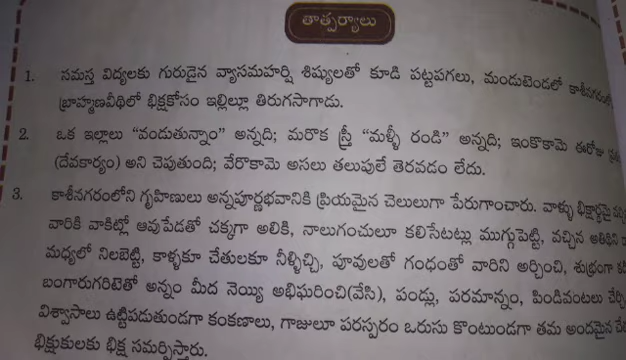 తాత్పర్యాలు
1. సమస్త విద్యలకు గురుడైన వ్యాసమహర్షి శిష్యులతో కూడి పట్టపగలు, మండుటెండలో
బ్రాహ్మణవీథిలో భిక్షకోసం ఇల్లిల్లూ తిరుగసాగాడు.
2. ఒక ఇల్లాలు "వండుతున్నాం" అన్నది; మరొక స్త్రీ "మళ్ళీ రండి" అన్నది; ఇంకొకామె ఈరోజు
(దేవకార్యం) అని చెపుతుంది; వేరొకామె అసలు తలుపులే తెరవడం లేదు.
3. కాశీనగరంలోని గృహిణులు అన్నపూర్ణభవానికి ప్రియమైన చెలులుగా పేరుగాంచారు. వాళ్ళు
వారికి వాకిట్లో ఆవుపేడతో చక్కగా అలికి, నాలుగంచులూ కలిసేటట్లు ముగ్గుపెట్టి, వచ్చిన అతిథిని
మధ్యలో నిలబెట్టి, కాళ్ళకూ చేతులకూ నీళ్ళిచ్చి, పూవులతో గంధంతో వారిని అర్చించి, శుభ్రంగా
బంగారుగరిటెతో అన్నం మీద నెయ్యి అభిఘరించి(వేసి), పండ్లు, పరమాన్నం, పిండివంటలు
విశ్వాసాలు ఉట్టిపడుతుండగా కంకణాలు, గాజులూ పరస్పరం ఒరుసు కొంటుండగా తమ అందమైన
భిక్షుకులకు భిక్ష సమర్పిస్తారు.